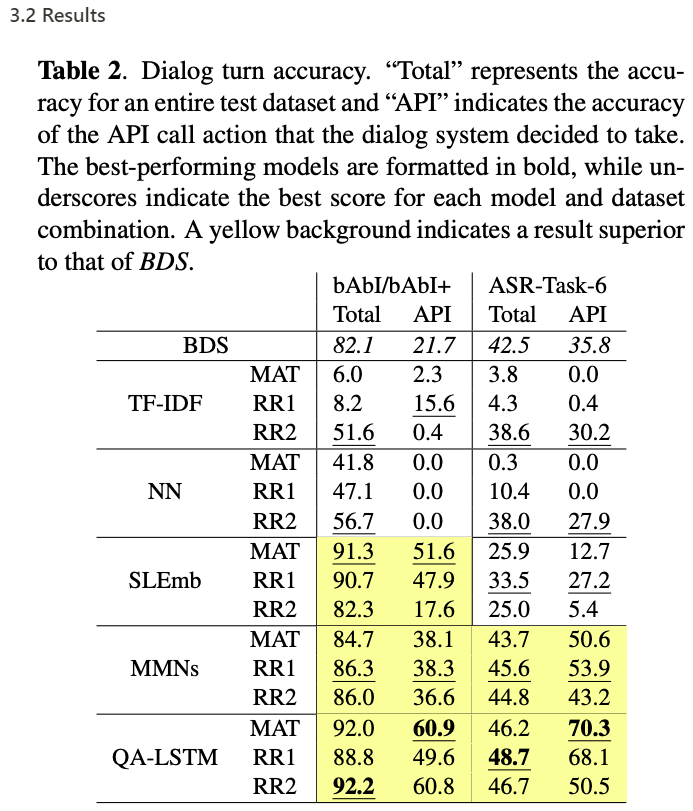 3.2 Results
Table 2. Dialog turn accuracy. “Total” represents the accu-
racy for an entire test dataset and “API” indicates the accuracy
of the API call action that the dialog system decided to take.
The best-performing models are formatted in bold, while un-
derscores indicate the best score for each model and dataset
combination. A yellow background indicates a result superior
to that of BDS.
bAbI/bAbI+ ASR-Task-6
Total API Total API
BDS 82.1 21.7 42.5 35.8
MAT 6.0 2.3 3.8 0.0
TF-IDF RR1 8.2 15.6 4.3 0.4
RR2 51.6 0.4 38.6 30.2
MAT 41.8 0.0 0.3 0.0
NN RR1 47.1 0.0 10.4 0.0
RR2 56.7 0.0 38.0 27.9
MAT 91.3 51.6 25.9 12.7
SLEmb RR1 90.7 47.9 33.5 27.2
RR2 82.3 17.6 25.0 5.4
MAT 84.7 38.1 43.7 50.6
MMNs RR1 86.3 38.3 45.6 53.9
RR2 86.0 36.6 44.8 43.2
MAT 92.0 60.9 46.2 70.3
QA-LSTM RR1 88.8 49.6 48.7 68.1
RR2 92.2 60.8 46.7 50.5